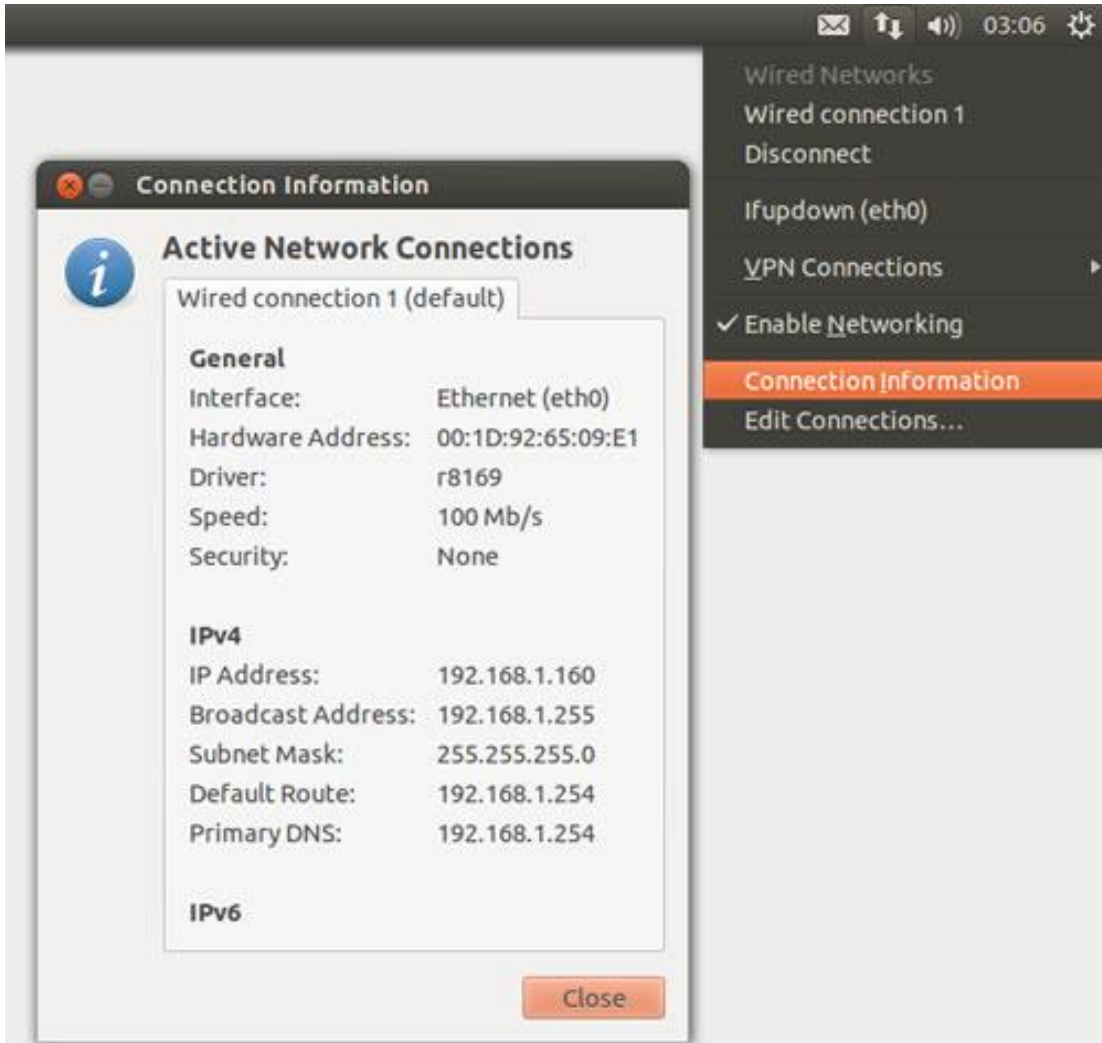 03:06
Wired Networks
Wired connection 1
Disconnect
Ifupdown (eth0)
VPN Connections
Enable Networking
Connection Information
Edit Connections...
Connection Information
Active Network Connections
Wired connection 1 (default)
General
Interface: Ethernet (eth0)
Hardware Address: 00:1D:92:65:09:E1
Driver: r8169
Speed: 100 Mb/s
Security: None
IPv4
IP Address: 192.168.1.160
Broadcast Address: 192.168.1.255
Subnet Mask: 255.255.255.0
Default Route: 192.168.1.254
Primary DNS: 192.168.1.254
IPv6
Close